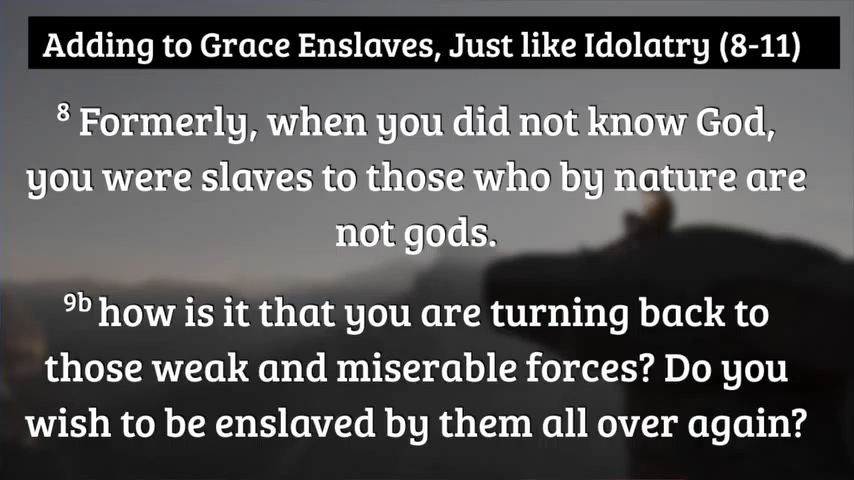 Adding to Grace Enslaves, Just like Idolatry (8-11)
8 Formerly, when you did not know God,
you were slaves to those who by nature are
not gods.
9b how is it that you are turning back to
those weak and miserable forces? Do you
wish to be enslaved by them all over again?